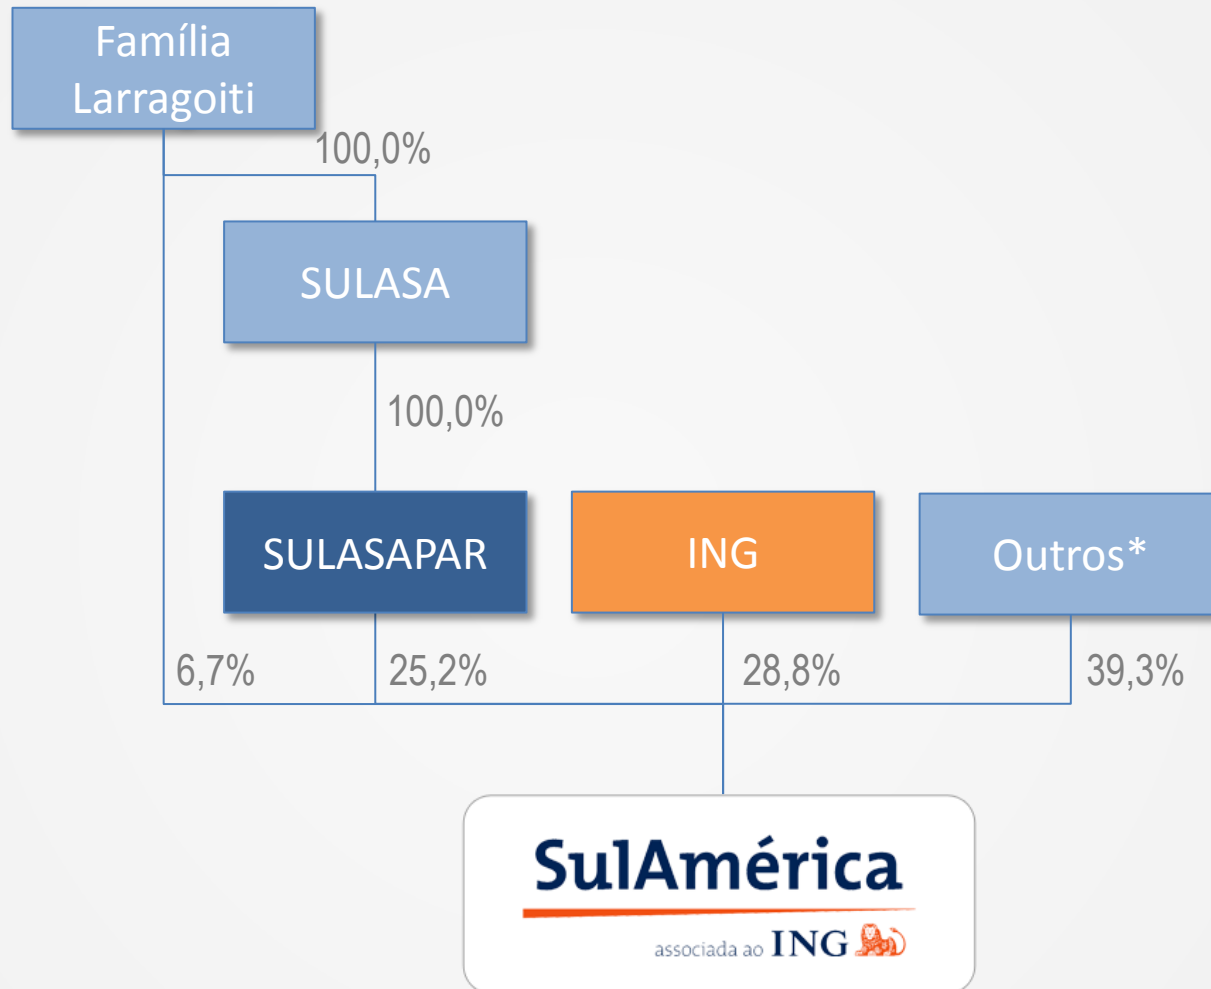 Família
Larragoiti
100,0%
SULASA
100,0%
SULASAPAR
ING
Outros*
6,7%
25,2%
28,8%
39,3%
SulAmérica
associada ao ING